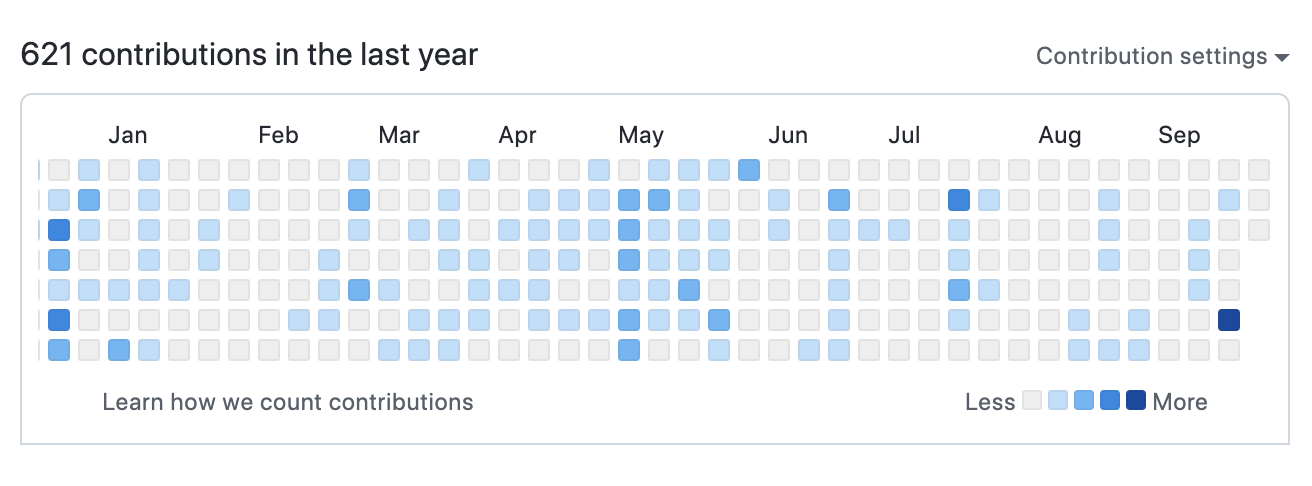 621 contributions in the last year
Contribution settings
Jan Feb Mar Apr May Jun Jul Aug Sep
Learn how we count contributions
Less More